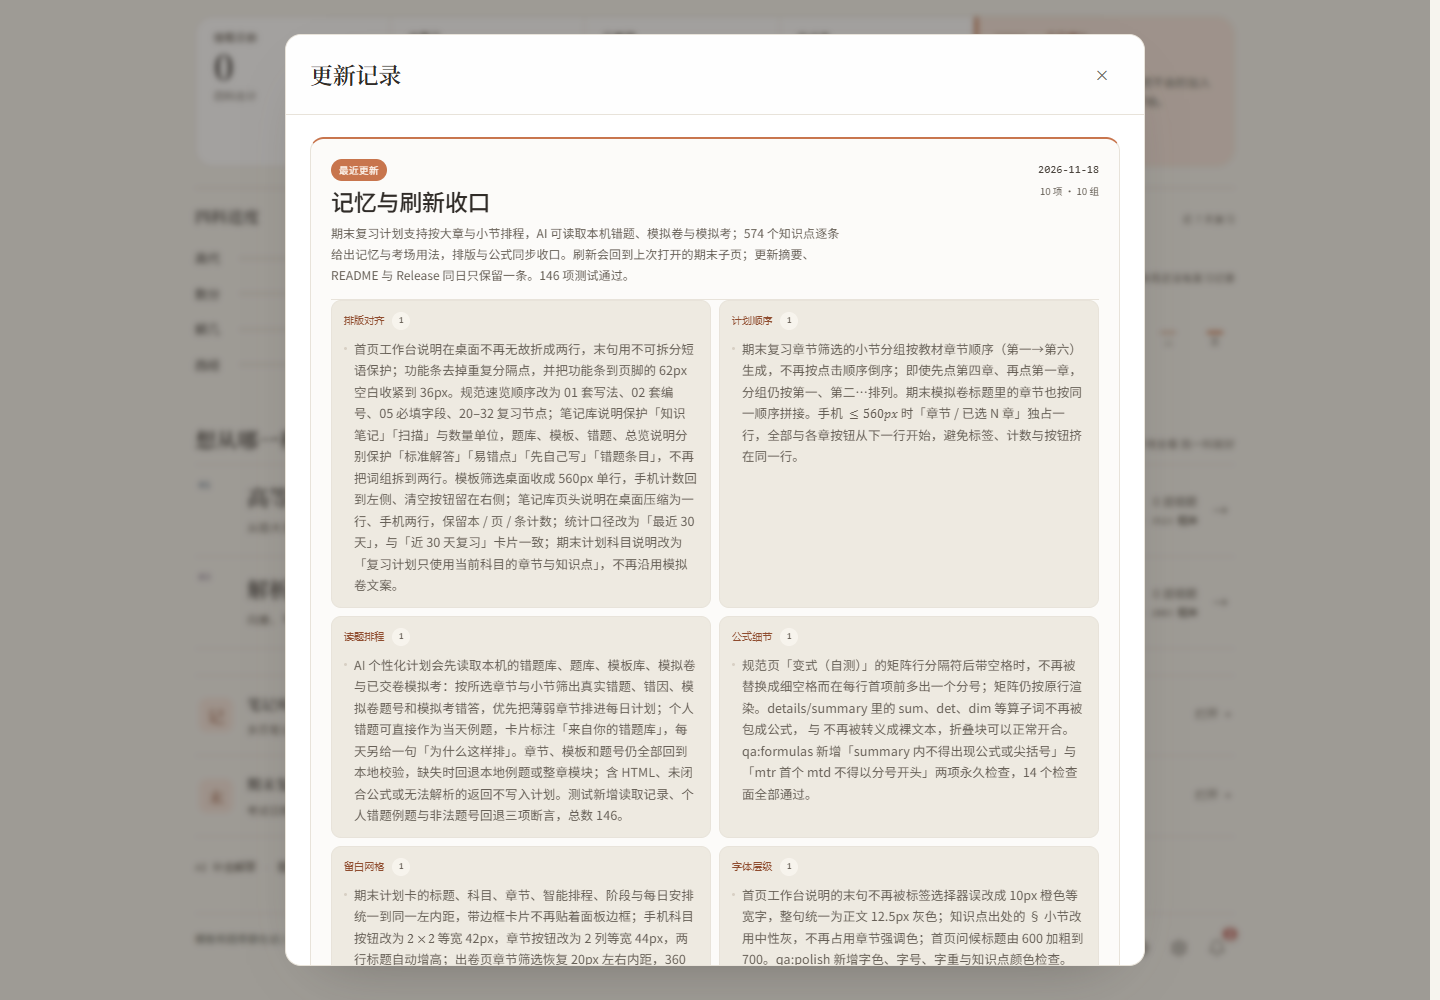 更新记录
×
最近更新
2026-11-18
记忆与刷新收口
10 项 · 10 组
期末复习计划支持按大章与小节排程，AI 可读取本机错题、模拟卷与模拟考；574 个知识点逐条
给出记忆与考场用法，排版与公式同步收口。刷新会回到上次打开的期末子页；更新摘要、
README 与 Release 同日只保留一条。146 项测试通过。
排版对齐 1
首页工作台说明在桌面不再无故折成两行，末句用不可拆分短
语保护；功能条去掉重复分隔点，并把功能条到页脚的 62px
空白收紧到 36px。规范速览顺序改为 01 套写法、02 套编
号、05 必填字段、20–32 复习节点；笔记库说明保护「知识
笔记」「扫描」与数量单位，题库、模板、错题、总览说明分
别保护「标准解答」「易错点」「先自己写」「错题条目」，不再
把词组拆到两行。模板筛选桌面收成 560px 单行，手机计数回
到左侧、清空按钮留在右侧；笔记库页头说明在桌面压缩为一
行、手机两行，保留本 / 页 / 条计数；统计口径改为「最近 30
天」，与「近 30 天复习」卡片一致；期末计划科目说明改为
「复习计划只使用当前科目的章节与知识点」，不再沿用模拟
卷文案。
计划顺序 1
期末复习章节筛选的小节分组按教材章节顺序（第一→第六）
生成，不再按点击顺序倒序；即使先点第四章、再点第一章，
分组仍按第一、第二…排列。期末模拟卷标题里的章节也按同
一顺序拼接。手机 ≤ 560px 时「章节 / 已选 N 章」独占一
行，全部与各章按钮从下一行开始，避免标签、计数与按钮挤
在同一行。
读题排程 1
AI 个性化计划会先读取本机的错题库、题库、模板库、模拟卷
与已交卷模拟考：按所选章节与小节筛出真实错题、错因、模
拟卷题号和模拟考错答，优先把薄弱章节排进每日计划；个人
错题可直接作为当天例题，卡片标注「来自你的错题库」，每
天另给一句「为什么这样排」。章节、模板和题号仍全部回到
本地校验，缺失时回退本地例题或整章模块；含 HTML、未闭
合公式或无法解析的返回不写入计划。测试新增读取记录、个
人错题例题与非法题号回退三项断言，总数 146。
公式细节 1
规范页「变式（自测）」的矩阵行分隔符后带空格时，不再被
替换成细空格而在每行首项前多出一个分号；矩阵仍按原行渲
染。details/summary 里的 sum、det、dim 等算子词不再被
包成公式， 与 不再被转义成裸文本，折叠块可以正常开合。
qa:formulas 新增「summary 内不得出现公式或尖括号」与
「mtr 首个 mtd 不得以分号开头」两项永久检查，14 个检查
面全部通过。
留白网格 1
期末计划卡的标题、科目、章节、智能排程、阶段与每日安排
统一到同一左内距，带边框卡片不再贴着面板边框；手机科目
按钮改为 2×2 等宽 42px，章节按钮改为 2 列等宽 44px，两
行标题自动增高；出卷页章节筛选恢复 20px 左右内距，360
字体层级 1
首页工作台说明的末句不再被标签选择器误改成 10px 橙色等
宽字，整句统一为正文 12.5px 灰色；知识点出处的 § 小节改
用中性灰，不再占用章节强调色；首页问候标题由 600 加粗到
700。qa:polish 新增字色、字号、字重与知识点颜色检查。